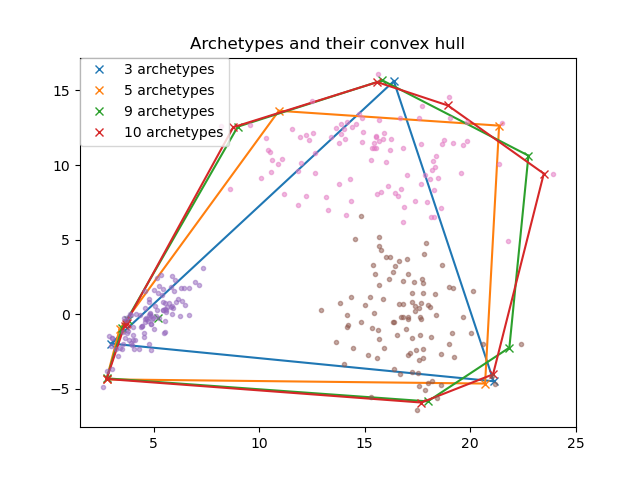 Archetypes and their convex hull
3 archetypes
5 archetypes
9 archetypes
10 archetypes
15
10
5
0
−5
5 10 15 20 25